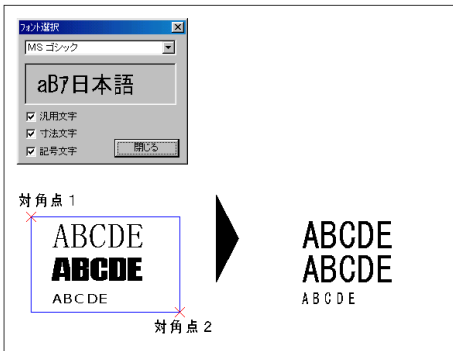 フォント選択
MS ゴシック
aBｱ日本語
汎用文字
寸法文字
記号文字
閉じる
対角点1
ABCDE
ABCDE
ABCDE
対角点2
ABCDE
ABCDE
ABCDE